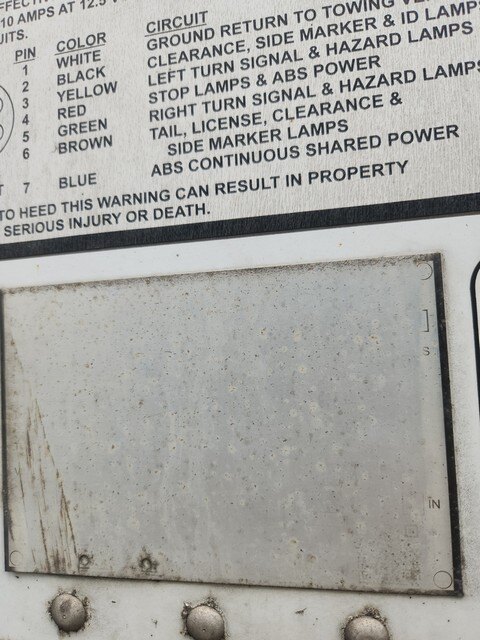 10 AMPS AT 12.5
UITS.
PIN COLOR CIRCUIT
1 WHITE GROUND RETURN TO TOWING
2 BLACK CLEARANCE, SIDE MARKER & ID LAMPS
3 YELLOW LEFT TURN SIGNAL & HAZARD LAMPS
4 RED STOP LAMPS & ABS POWER
5 GREEN RIGHT TURN SIGNAL & HAZARD LAMPS
6 BROWN TAIL, LICENSE, CLEARANCE &
SIDE MARKER LAMPS
7 BLUE ABS CONTINUOUS SHARED POWER
TO HEED THIS WARNING CAN RESULT IN PROPERTY
SERIOUS INJURY OR DEATH.
S
IN